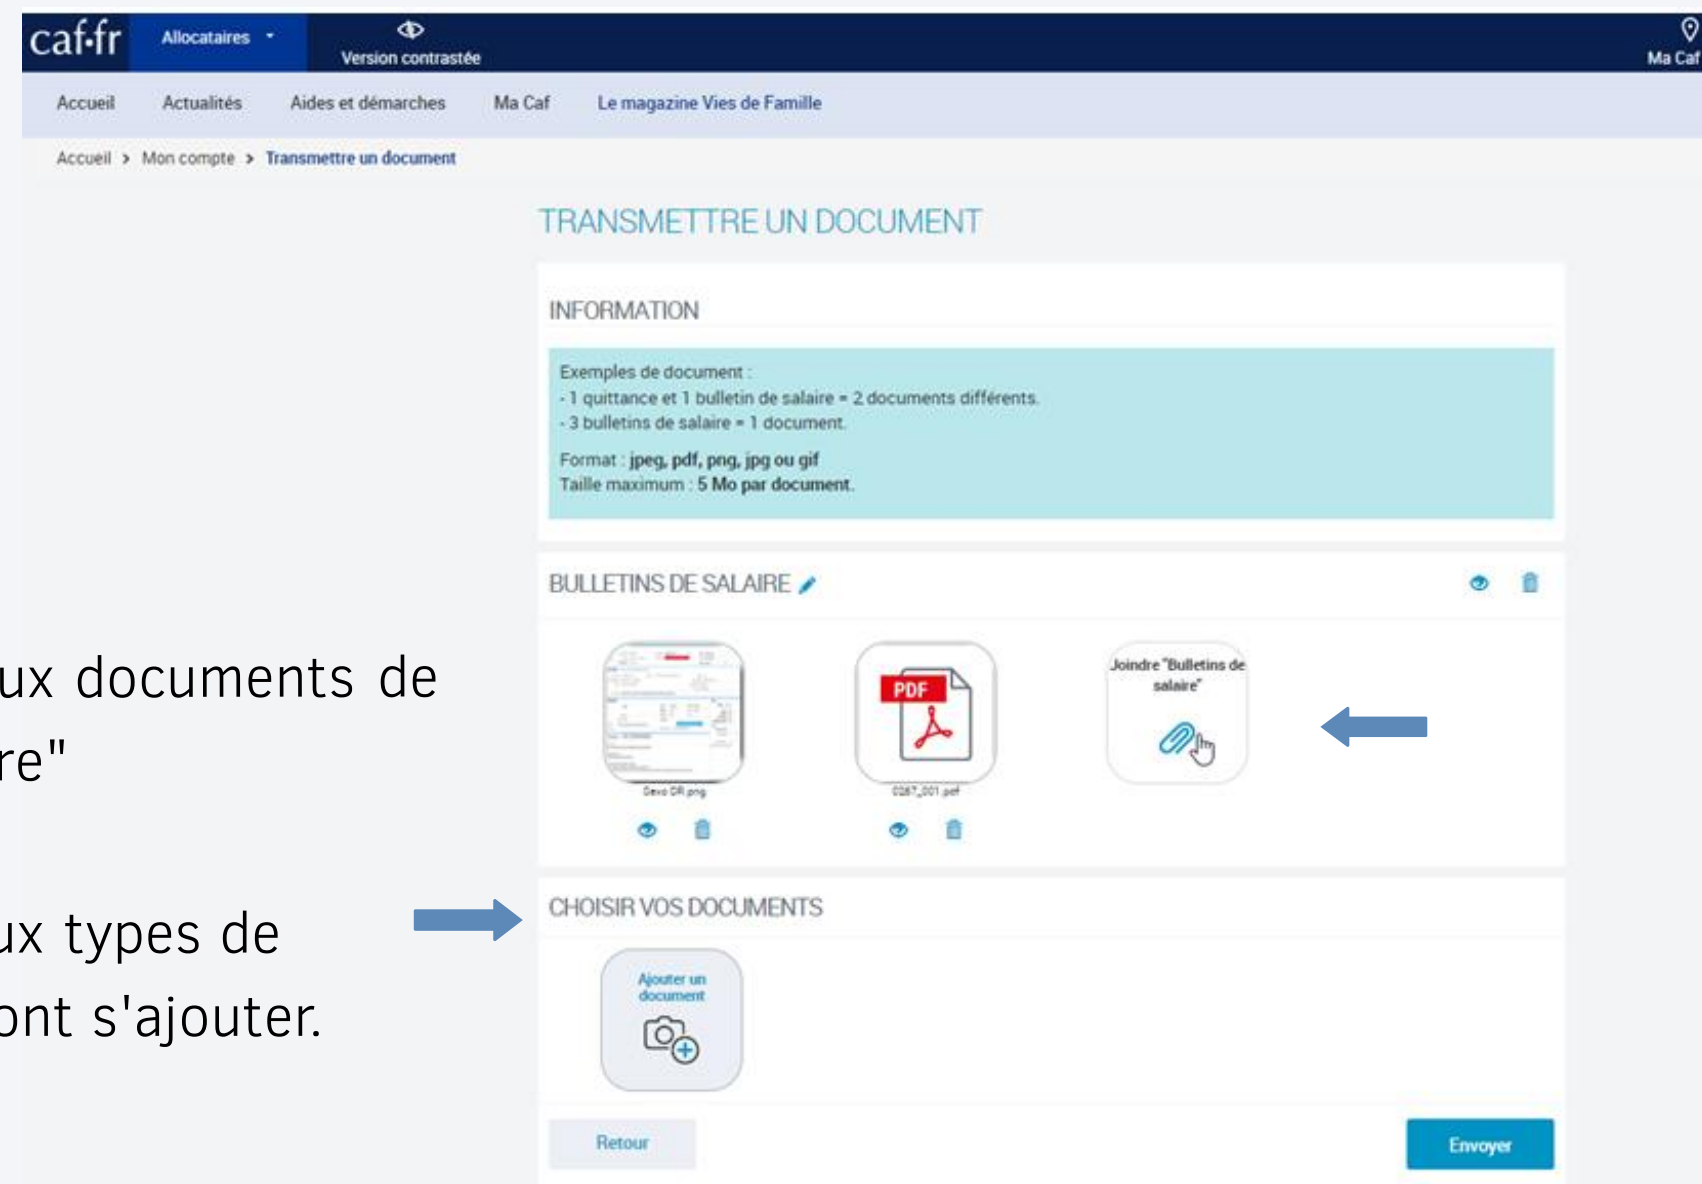 caf.fr Allocataires
Version contrastée
Ma Caf
Accueil Actualités Aides et démarches Ma Caf Le magazine Vies de Famille
Accueil > Mon compte > Transmettre un document
TRANSMETTRE UN DOCUMENT
INFORMATION
Exemples de document :
- 1 quittance et 1 bulletin de salaire = 2 documents différents.
- 3 bulletins de salaire = 1 document.
Format : jpeg, pdf, png, jpg ou gif
Taille maximum : 5 Mo par document.
BULLETINS DE SALAIRE
PDF
Joindre "Bulletins de
salaire"
0267_001.pdf
ux documents de
re"
CHOISIR VOS DOCUMENTS
ux types de
ont s'ajouter.
Ajouter un
document
Retour
Envoyer